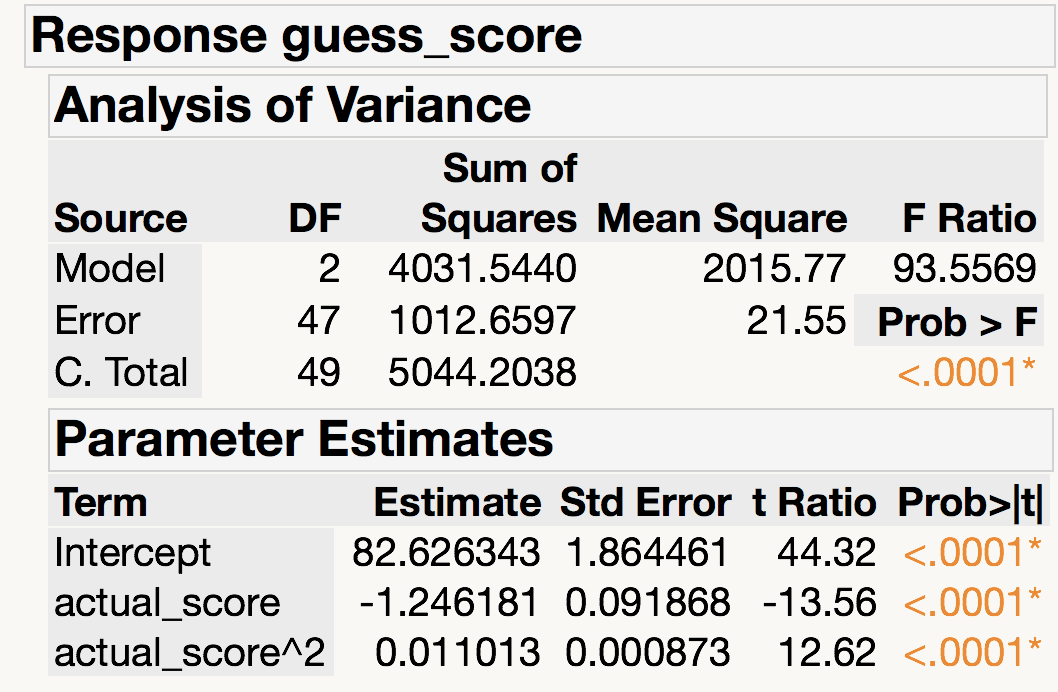 Response guess_score
Analysis of Variance
Sum of
Source DF Squares Mean Square F Ratio
Model 2 4031.5440 2015.77 93.5569
Error 47 1012.6597 21.55 Prob > F
C. Total 49 5044.2038 <.0001*
Parameter Estimates
Term Estimate Std Error t Ratio Prob>|t|
Intercept 82.626343 1.864461 44.32 <.0001*
actual_score -1.246181 0.091868 -13.56 <.0001*
actual_score^2 0.011013 0.000873 12.62 <.0001*